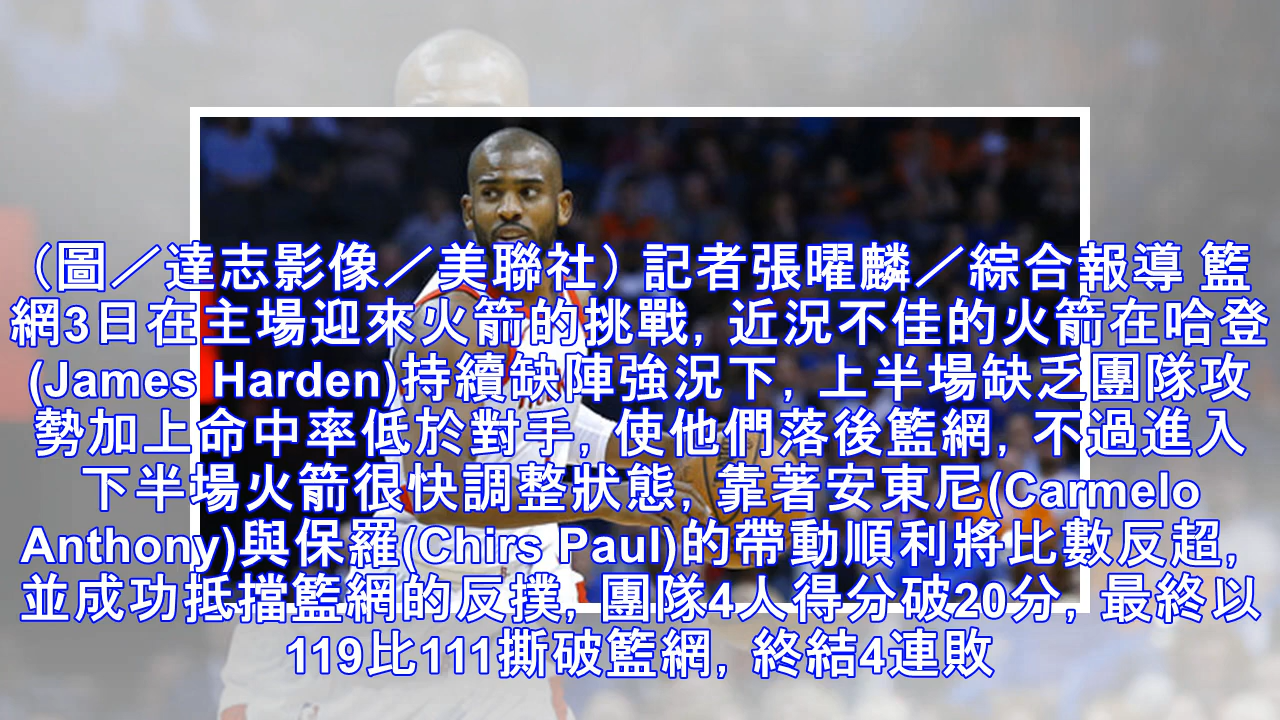 （圖／達志影像／美聯社）記者張曜麟／綜合報導 籃
網3日在主場迎來火箭的挑戰, 近況不佳的火箭在哈登
(James Harden)持續缺陣強況下, 上半場缺乏團隊攻
勢加上命中率低於對手, 使他們落後籃網, 不過進入
下半場火箭很快調整狀態, 靠著安東尼(Carmelo
Anthony)與保羅(Chirs Paul)的帶動順利將比數反超,
並成功抵擋籃網的反撲, 團隊4人得分破20分, 最終以
119比111撕破籃網, 終結4連敗